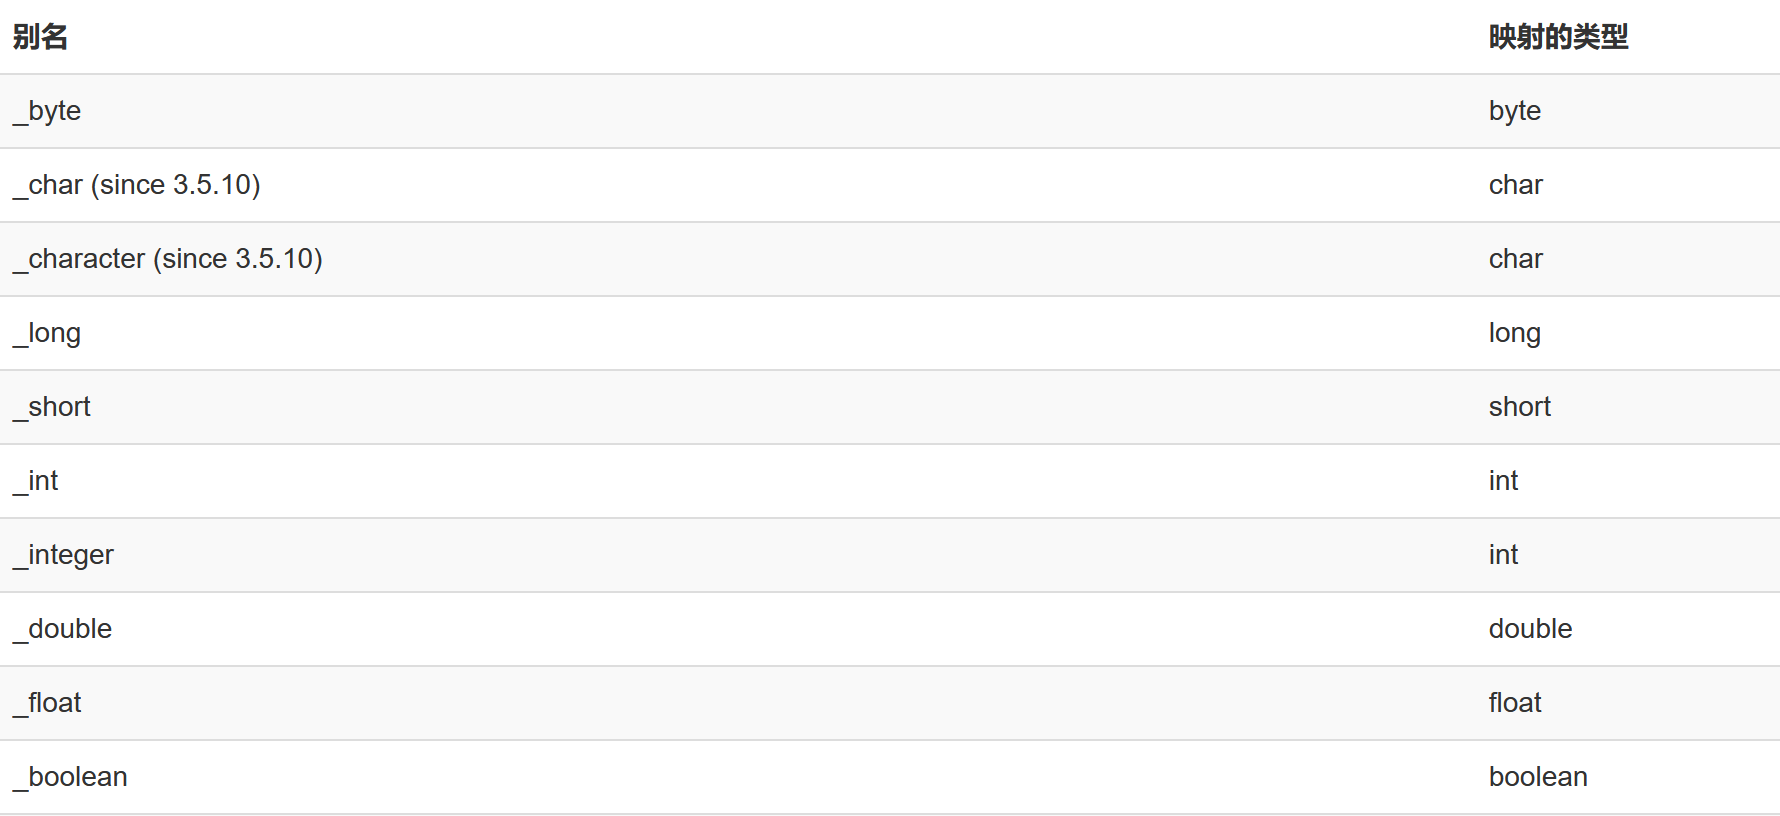 别名 映射的类型
_byte byte
_char (since 3.5.10) char
_character (since 3.5.10) char
_long long
_short short
_int int
_integer int
_double double
_float float
_boolean boolean